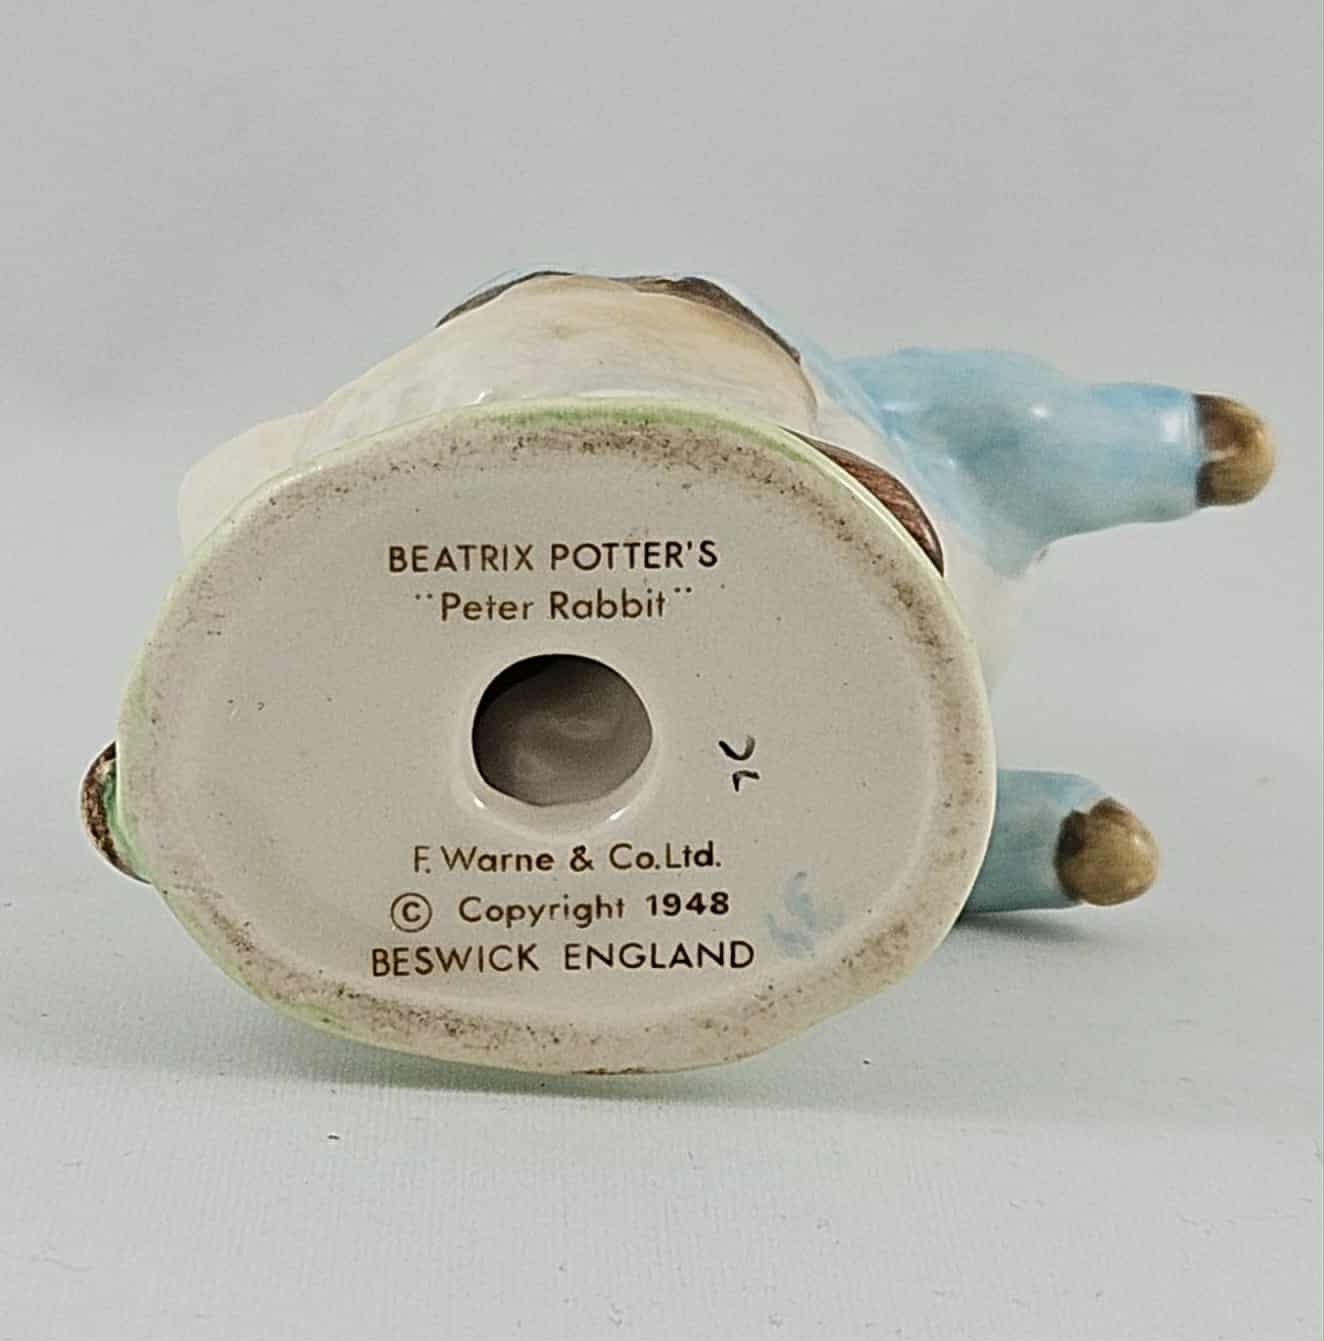 BEATRIX POTTER'S
"Peter Rabbit"
F. Warne & Co.Ltd.
© Copyright 1948
BESWICK ENGLAND